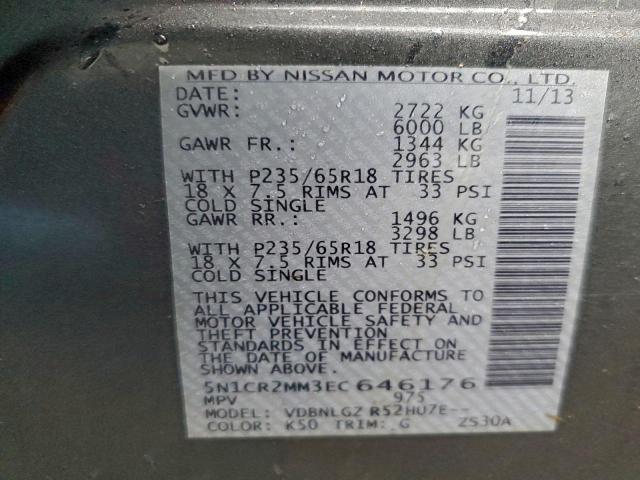 MFD BY NISSAN MOTOR CO., LTD.
DATE: 11/13
GVWR: 2722 KG
6000 LB
GAWR FR.: 1344 KG
2963 LB
WITH P235/65R18 TIRES
18 X 7.5 RIMS AT 33 PSI
COLD SINGLE
GAWR RR.: 1496 KG
3298 LB
WITH P235/65R18 TIRES
18 X 7.5 RIMS AT 33 PSI
COLD SINGLE
THIS VEHICLE CONFORMS TO
ALL APPLICABLE FEDERAL
MOTOR VEHICLE SAFETY AND
THEFT PREVENTION
STANDARDS IN EFFECT ON
THE DATE OF MANUFACTURE
SHOWN ABOVE.
5N1CR2MM3EC646176
MPV 975
MODEL: VDBNLGZ R52HU7E--
COLOR: K50 TRIM: G ZS30A